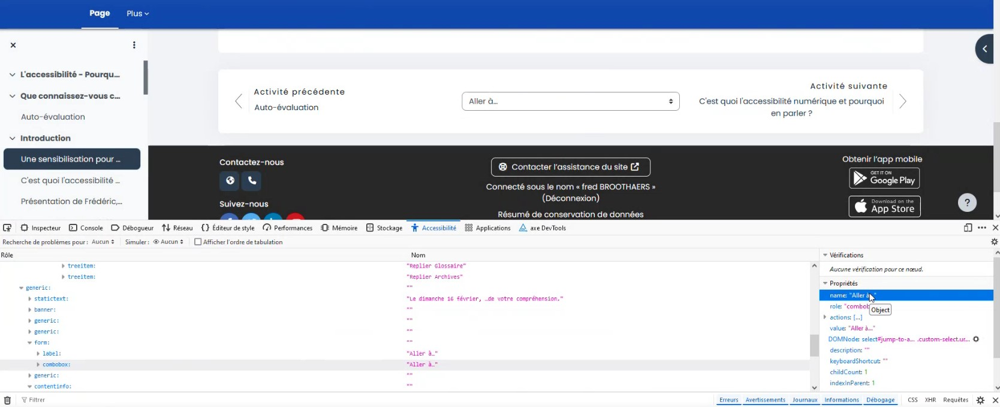 Page Plus
L'accessibilité - Pourqu...
Que connaissez-vous c...
Auto-évaluation
Introduction
Une sensibilisation pour ...
C'est quoi l'accessibilité ...
Présentation de Frédéric,...
Activité précédente
Auto-évaluation
Aller à...
Activité suivante
C'est quoi l'accessibilité numérique et pourquoi
en parler ?
Contactez-nous
Suivez-nous
Contacter l'assistance du site
Connecté sous le nom « fred BROOTHAERS »
(Déconnexion)
Résumé de conservation de données
Obtenir l'app mobile
GET IT ON
Google Play
Download on the
App Store
?
Inspecteur Console Débogueur Réseau {} Éditeur de style Performances Mémoire Stockage Accessibilité Applications axe DevTools
Recherche de problèmes pour : Aucun Simuler : Aucun Afficher l'ordre de tabulation
Rôle Nom
treeitem: "Replier Glossaire"
treeitem: "Replier Archives"
generic: ""
statictext: "Le dimanche 16 février, …de votre compréhension."
banner: ""
generic: ""
generic: ""
form: ""
label: "Aller à…"
combobox: "Aller à…"
generic: ""
contentinfo: ""
Vérifications
Aucune vérification pour ce nœud.
Propriétés
name: "Aller à
role: "combob
Object
actions: […]
value: "Aller à…"
DOMNode: select#jump-to-a… .custom-select.ur…
description: ""
keyboardShortcut: ""
childCount: 1
indexInParent: 1
Filtrer
Erreurs Avertissements Journaux Informations Débogage CSS XHR Requêtes